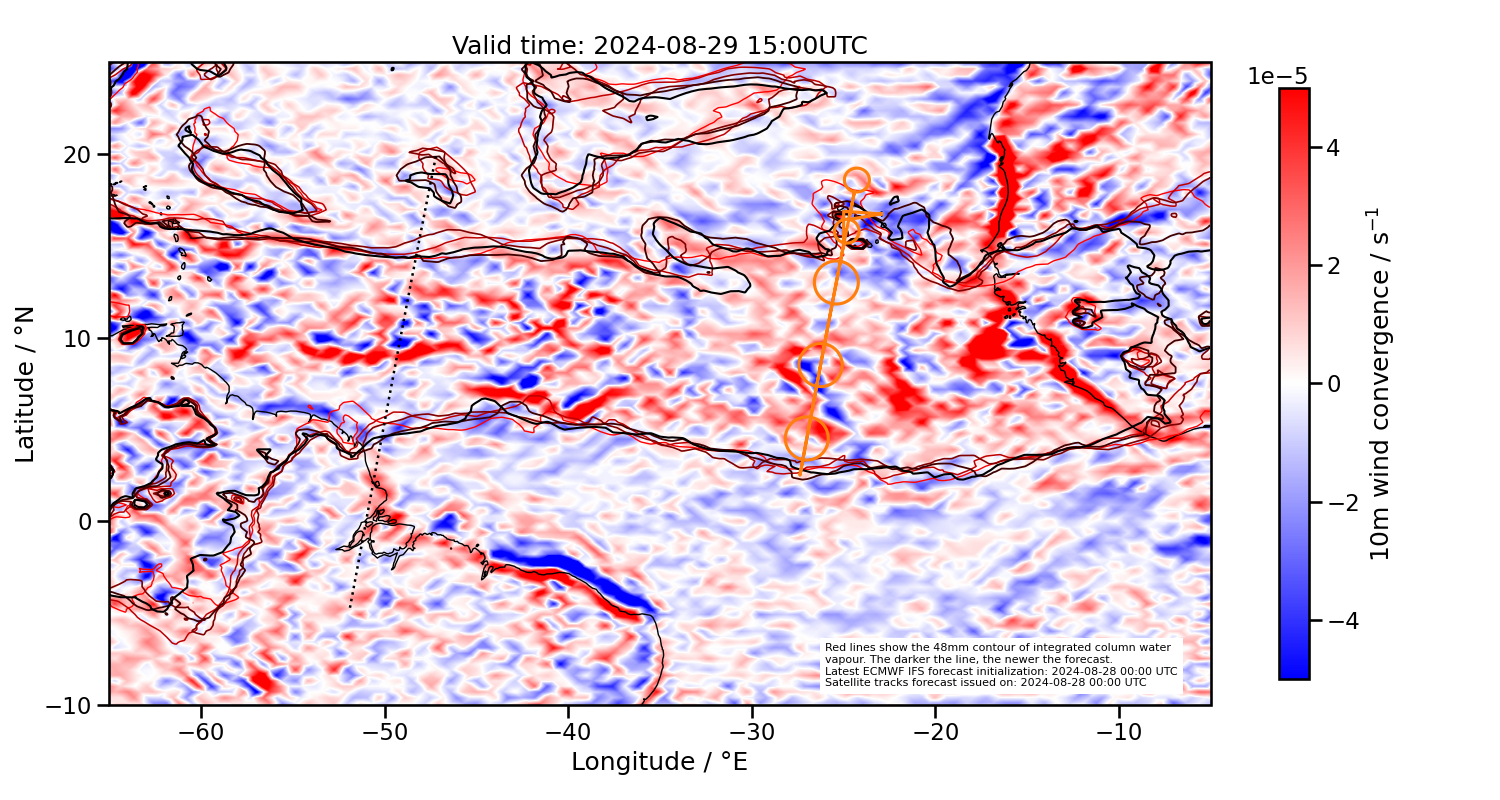 Valid time: 2024-08-29 15:00UTC
1e−5
20
10
0
−10
Latitude / °N
−60
−50
−40
−30
−20
−10
Longitude / °E
4
2
0
−2
−4
10m wind convergence / s⁻¹
Red lines show the 48mm contour of integrated column water
vapour. The darker the line, the newer the forecast.
Latest ECMWF IFS forecast initialization: 2024-08-28 00:00 UTC
Satellite tracks forecast issued on: 2024-08-28 00:00 UTC